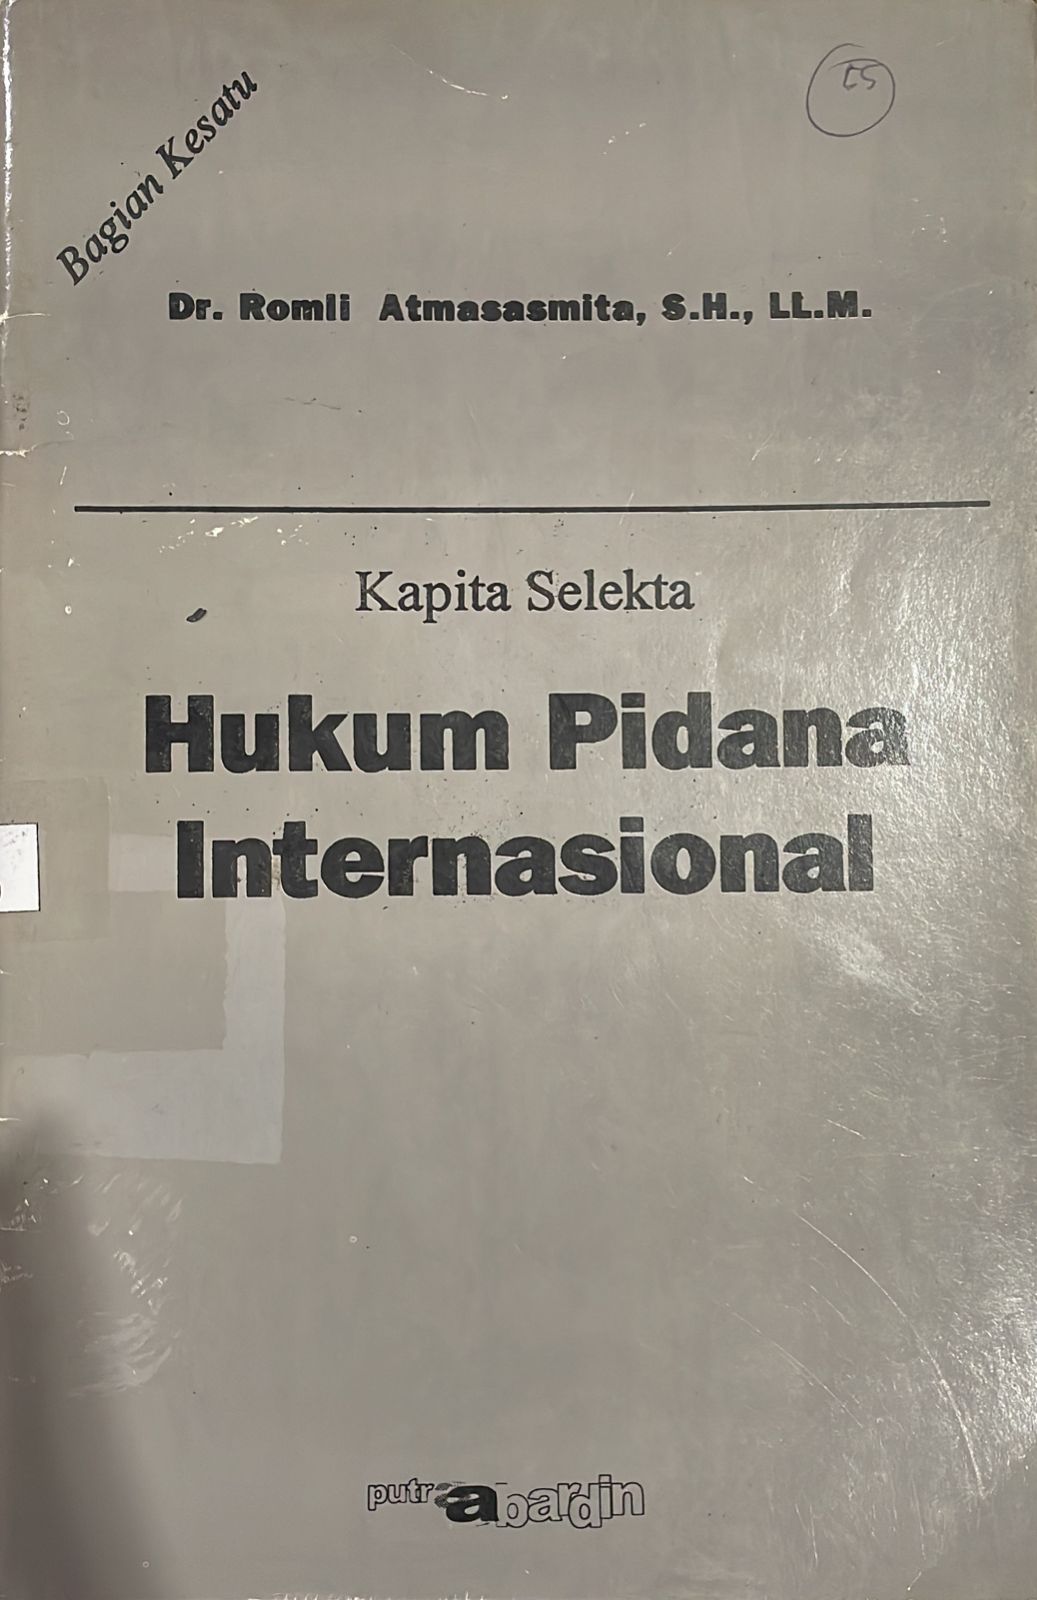 Bagian Kesatu
Dr. Romli Atmasasmita, S.H., LL.M.
Kapita Selekta
Hukum Pidana
Internasional
putra abardin